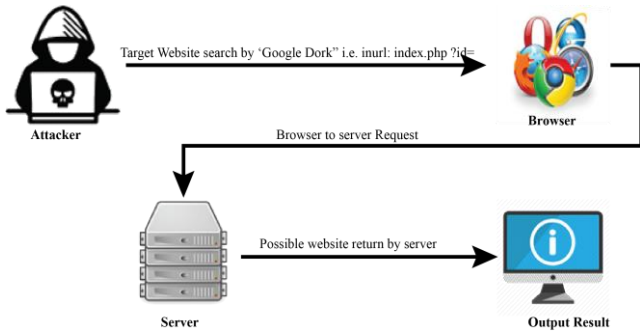 Target Website search by ‘Google Dork” i.e. inurl: index.php ?id=
Attacker
Browser
Browser to server Request
Possible website return by server
Server
Output Result